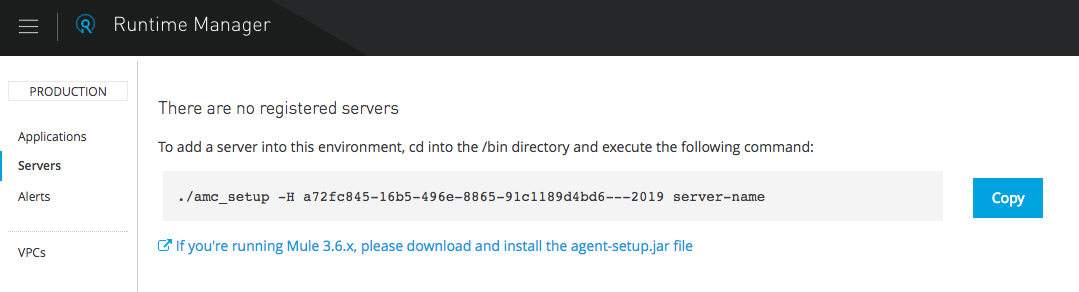 Runtime Manager
PRODUCTION
Applications
Servers
Alerts
VPCs
There are no registered servers
To add a server into this environment, cd into the /bin directory and execute the following command:
./amc_setup -H a72fc845-16b5-496e-8865-91c1189d4bd6---2019 server-name
Copy
If you're running Mule 3.6.x, please download and install the agent-setup.jar file